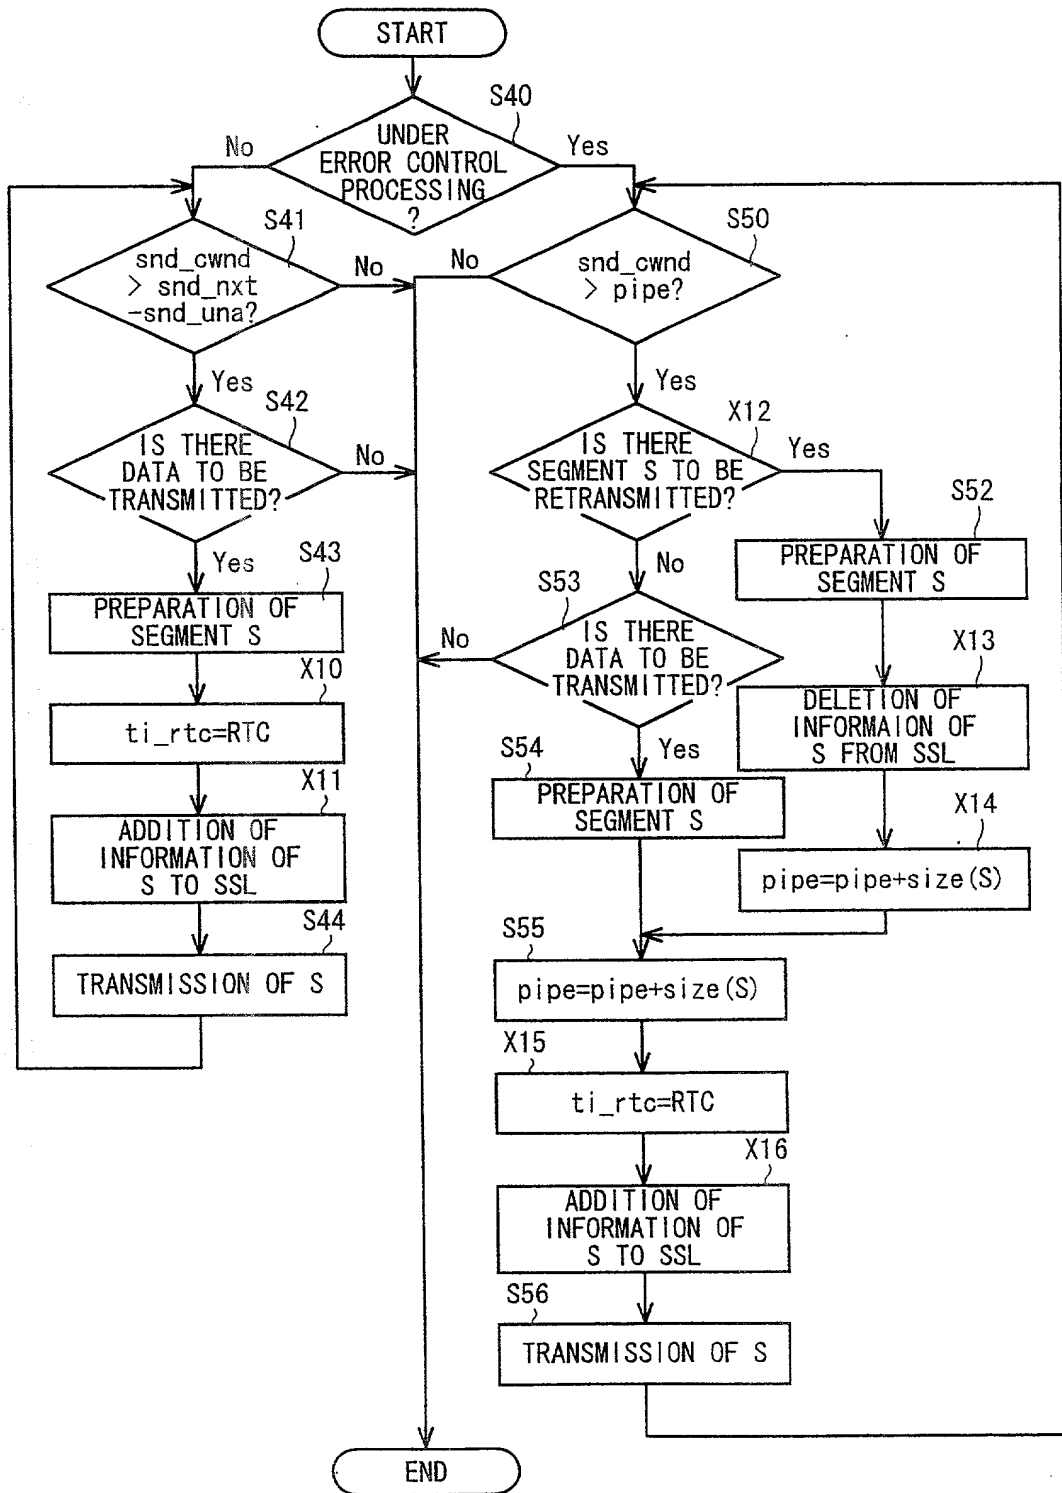 START
S40
UNDER
ERROR CONTROL
PROCESSING
?
No
Yes
S41
snd_cwnd
> snd_nxt
-snd_una?
No
Yes
S50
snd_cwnd
> pipe?
No
Yes
S42
IS THERE
DATA TO BE
TRANSMITTED?
No
Yes
X12
IS THERE
SEGMENT S TO BE
RETRANSMITTED?
Yes
No
S43
PREPARATION OF
SEGMENT S
S52
PREPARATION OF
SEGMENT S
S53
IS THERE
DATA TO BE
TRANSMITTED?
No
Yes
X10
ti_rtc=RTC
X13
DELETION OF
INFORMAION OF
S FROM SSL
X11
ADDITION OF
INFORMATION OF
S TO SSL
S54
PREPARATION OF
SEGMENT S
X14
pipe=pipe+size(S)
S44
TRANSMISSION OF S
S55
pipe=pipe+size(S)
X15
ti_rtc=RTC
X16
ADDITION OF
INFORMATION OF
S TO SSL
S56
TRANSMISSION OF S
END